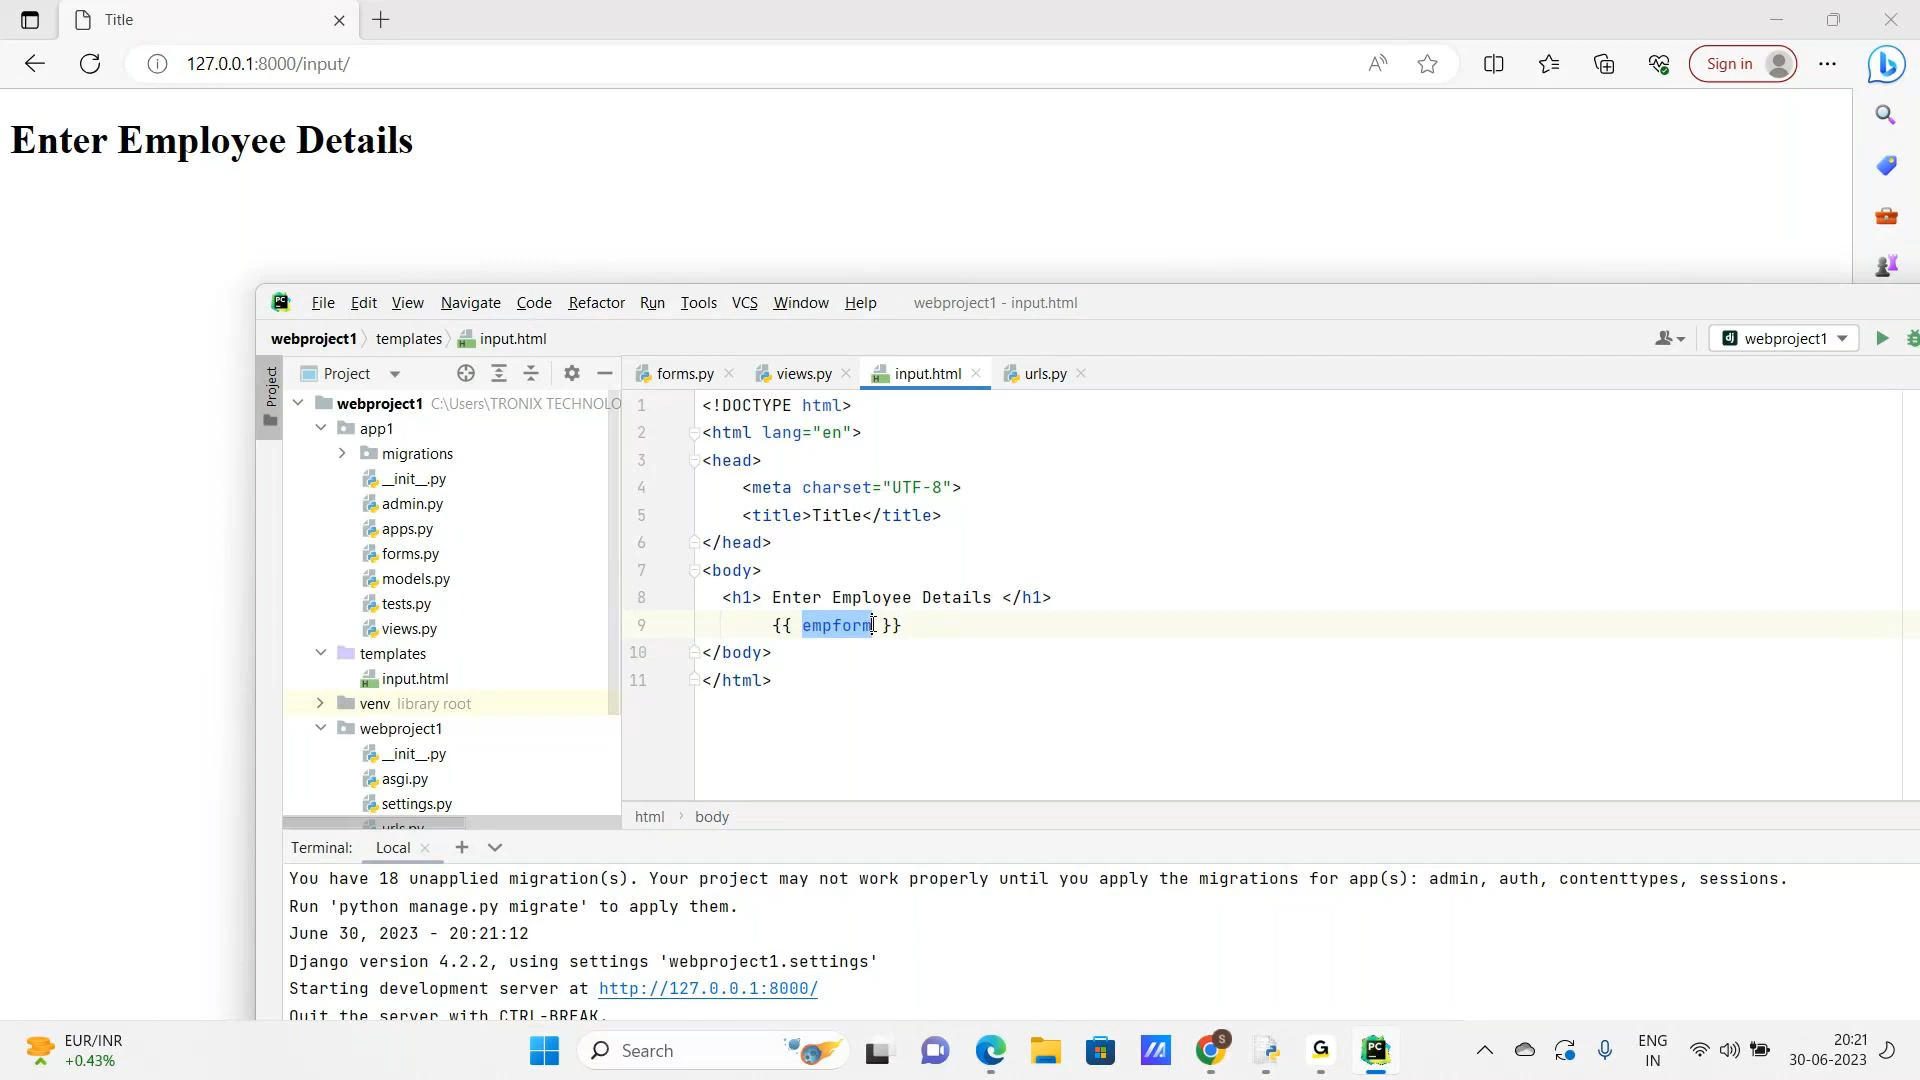 Title
127.0.0.1:8000/input/
Sign in
Enter Employee Details
File Edit View Navigate Code Refactor Run Tools VCS Window Help webproject1 - input.html
webproject1 templates input.html webproject1
Project
Project
forms.py views.py input.html urls.py
webproject1 C:\Users\TRONIX TECHNOLO
app1
migrations
__init__.py
admin.py
apps.py
forms.py
models.py
tests.py
views.py
templates
input.html
venv library root
webproject1
__init__.py
asgi.py
settings.py
urls.py
1 <!DOCTYPE html>
2 <html lang="en">
3 <head>
4 <meta charset="UTF-8">
5 <title>Title</title>
6 </head>
7 <body>
8 <h1> Enter Employee Details </h1>
9 {{ empform }}
10 </body>
11 </html>
html body
Terminal: Local
You have 18 unapplied migration(s). Your project may not work properly until you apply the migrations for app(s): admin, auth, contenttypes, sessions.
Run 'python manage.py migrate' to apply them.
June 30, 2023 - 20:21:12
Django version 4.2.2, using settings 'webproject1.settings'
Starting development server at http://127.0.0.1:8000/
Quit the server with CTRL-BREAK.
EUR/INR
+0.43%
Search
ENG
IN
20:21
30-06-2023